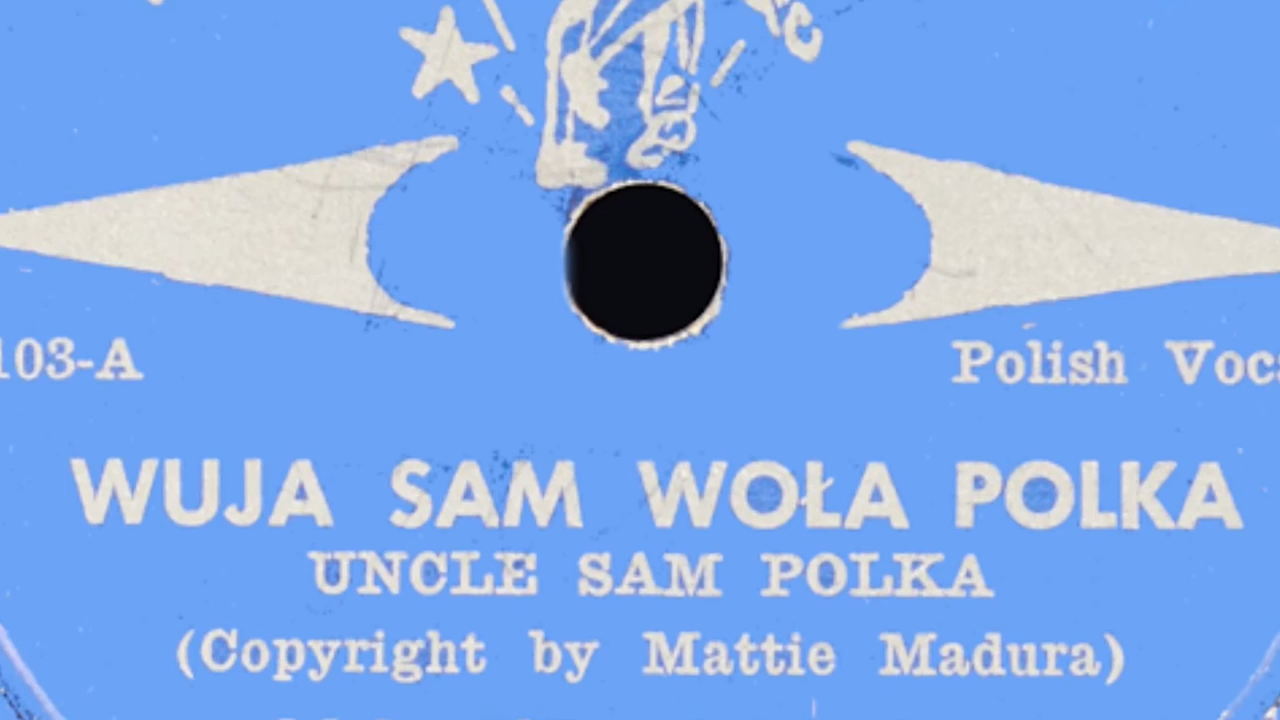 103-A Polish
WUJA SAM WOŁA POLKA
UNCLE SAM POLKA
(Copyright by Mattie Madura)